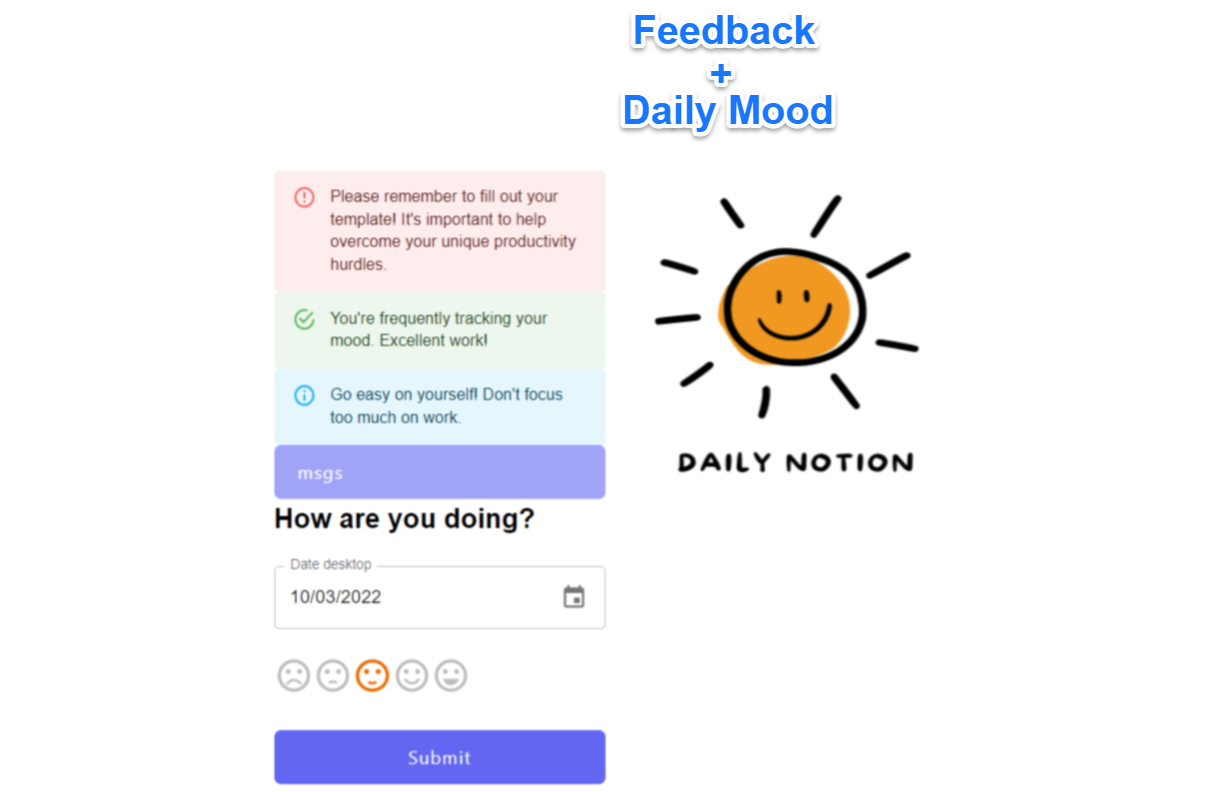 Feedback
+
Daily Mood
Please remember to fill out your
template! It's important to help
overcome your unique productivity
hurdles.
You're frequently tracking your
mood. Excellent work!
Go easy on yourself! Don't focus
too much on work.
msgs
How are you doing?
Date desktop
10/03/2022
Submit
DAILY NOTION